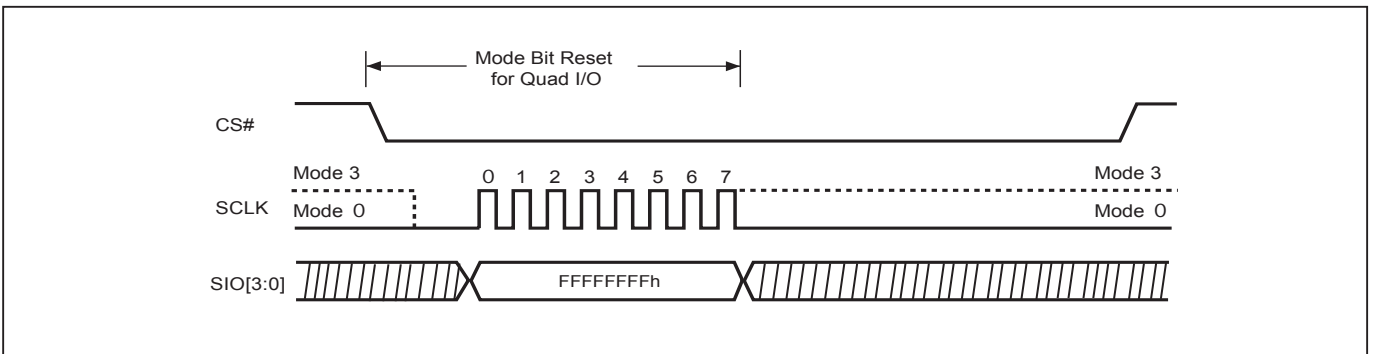 Mode Bit Reset
for Quad I/O
CS#
Mode 3
0 1 2 3 4 5 6 7
Mode 3
SCLK
Mode 0
Mode 0
SIO[3:0]
FFFFFFFFh